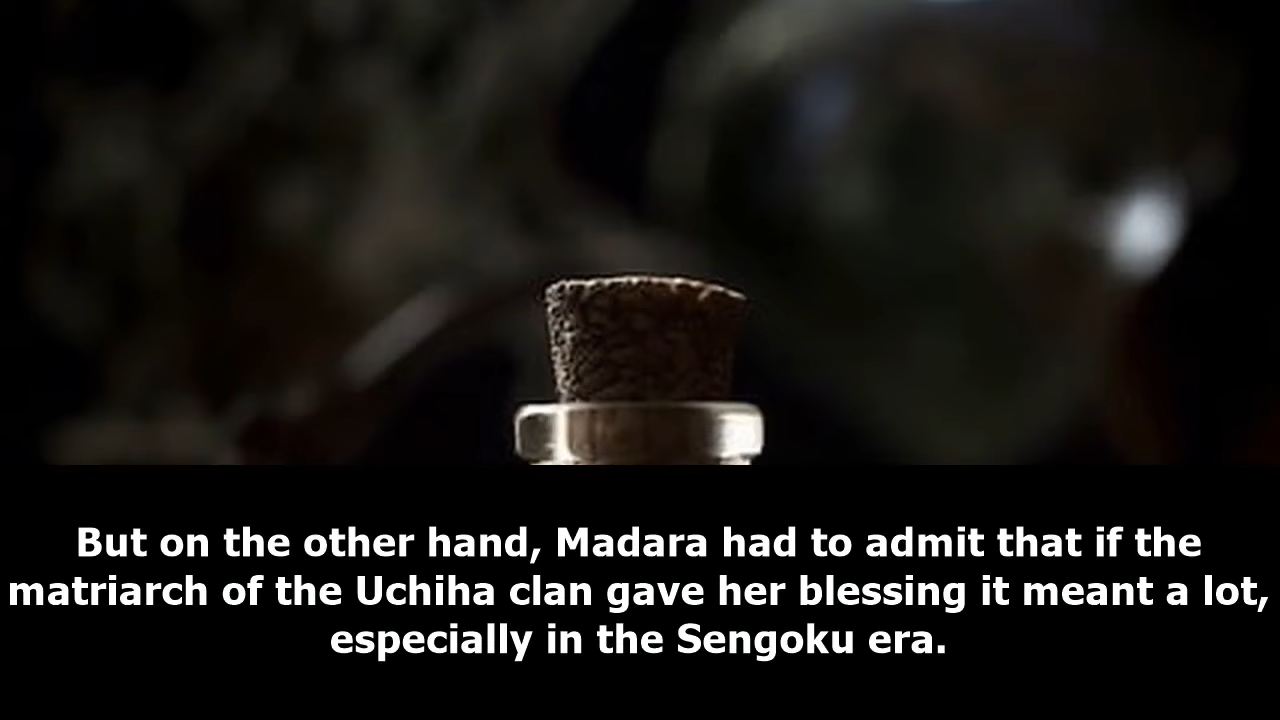 But on the other hand, Madara had to admit that if the
matriarch of the Uchiha clan gave her blessing it meant a lot,
especially in the Sengoku era.